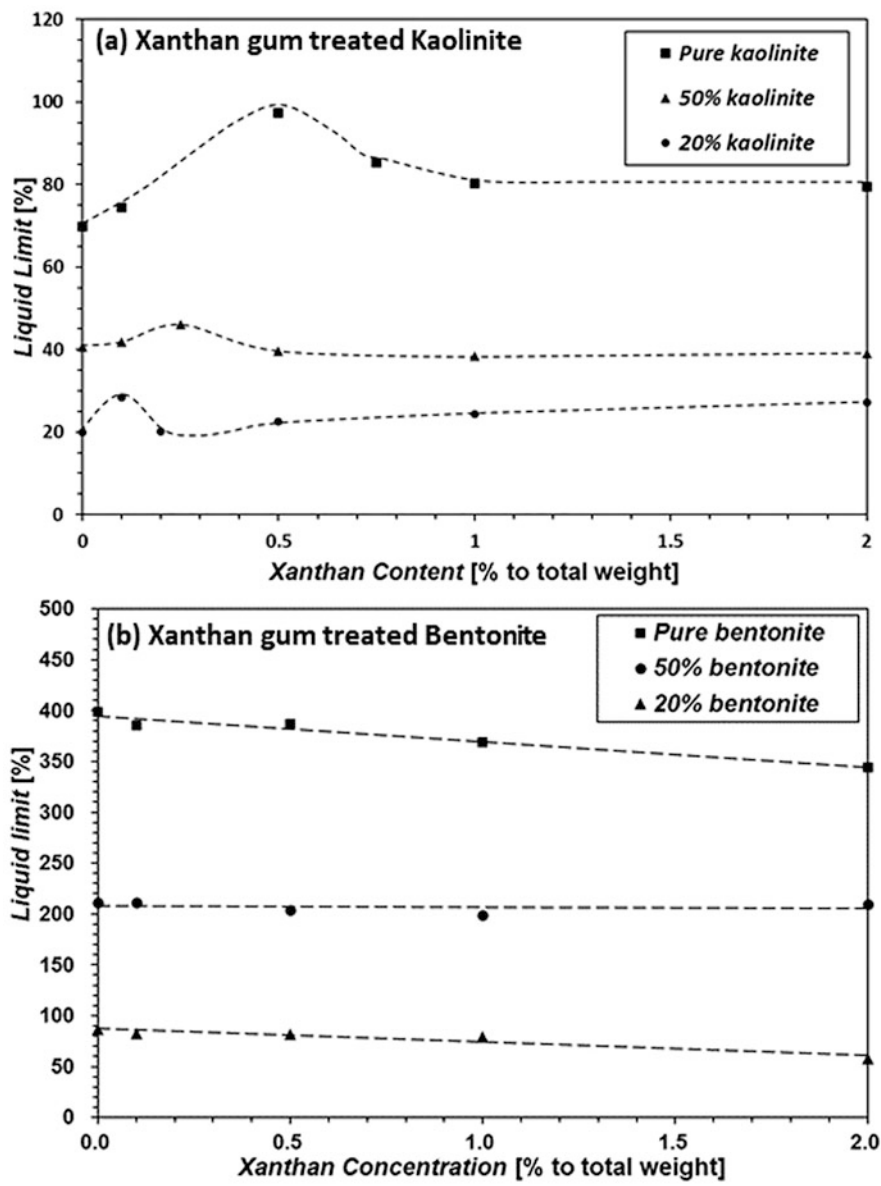 (a) Xanthan gum treated Kaolinite
Pure kaolinite
50% kaolinite
20% kaolinite
Liquid Limit [%]
120
100
80
60
40
20
0
0 0.5 1 1.5 2
Xanthan Content [% to total weight]
(b) Xanthan gum treated Bentonite
Pure bentonite
50% bentonite
20% bentonite
Liquid limit [%]
500
450
400
350
300
250
200
150
100
50
0
0.0 0.5 1.0 1.5 2.0
Xanthan Concentration [% to total weight]